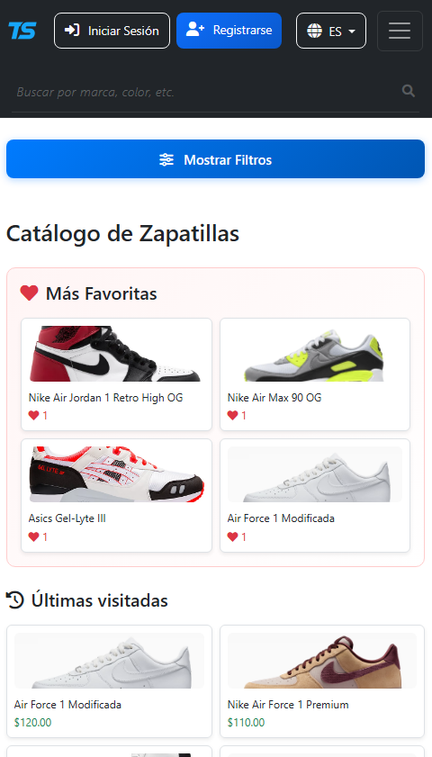 TS
Iniciar Sesión
Registrarse
ES
Buscar por marca, color, etc.
Mostrar Filtros
Catálogo de Zapatillas
Más Favoritas
Nike Air Jordan 1 Retro High OG
1
Nike Air Max 90 OG
1
Asics Gel-Lyte III
1
Air Force 1 Modificada
1
Últimas visitadas
Air Force 1 Modificada
$120.00
Nike Air Force 1 Premium
$110.00